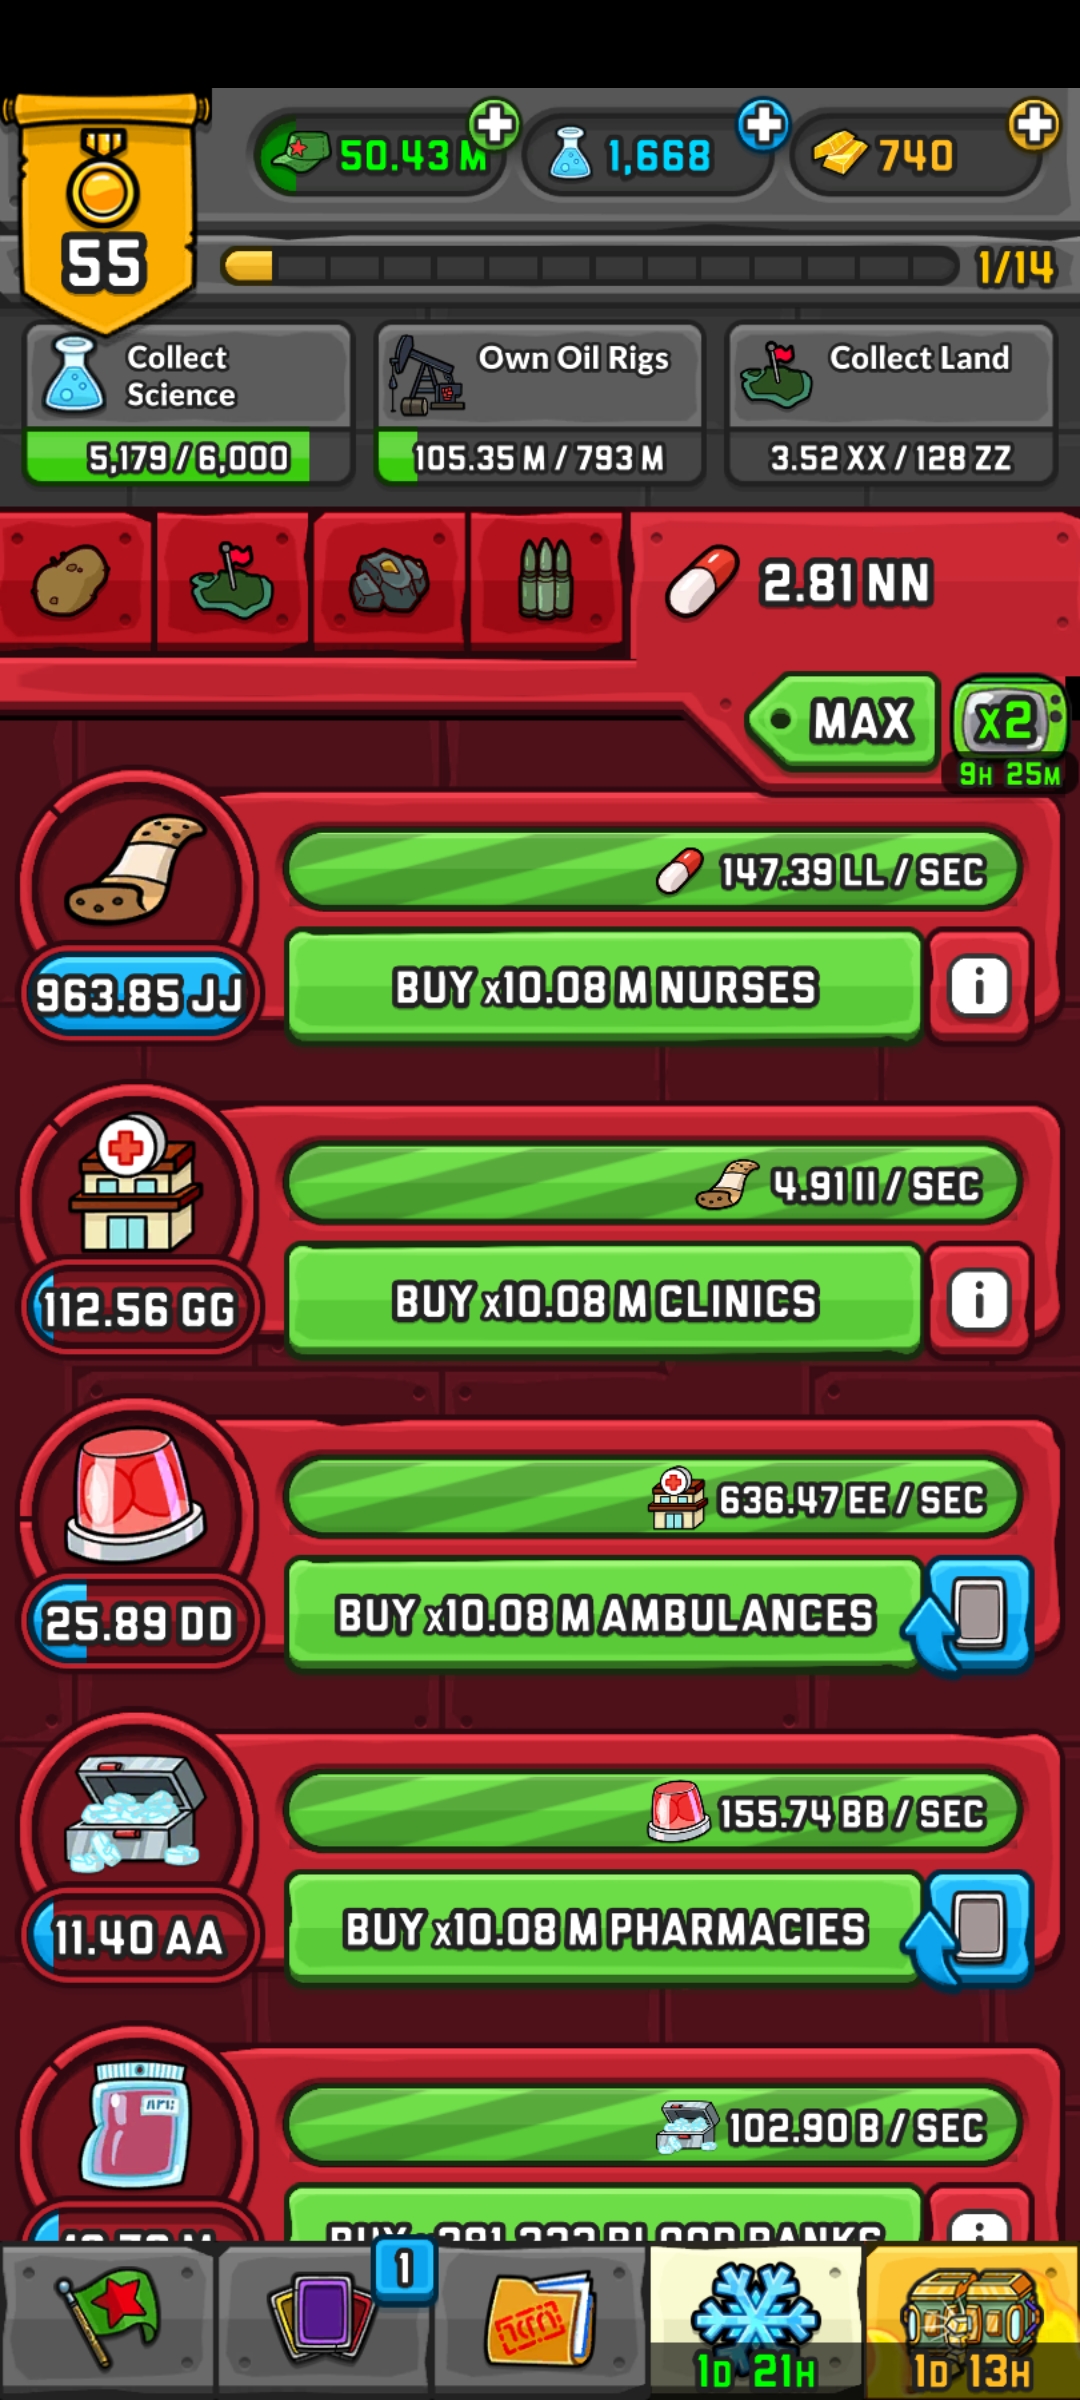 50.43 M
1,668
740
55
1/14
Collect Science
5,179 / 6,000
Own Oil Rigs
105.35 M / 793 M
Collect Land
3.52 XX / 128 ZZ
2.81 NN
MAX
x2
9H 25M
147.39 LL / SEC
963.85 JJ
BUY x10.08 M NURSES
i
4.91 II / SEC
112.56 GG
BUY x10.08 M CLINICS
i
636.47 EE / SEC
25.89 DD
BUY x10.08 M AMBULANCES
155.74 BB / SEC
11.40 AA
BUY x10.08 M PHARMACIES
102.90 B / SEC
BLOOD BANKS
1
1D 21H
1D 13H